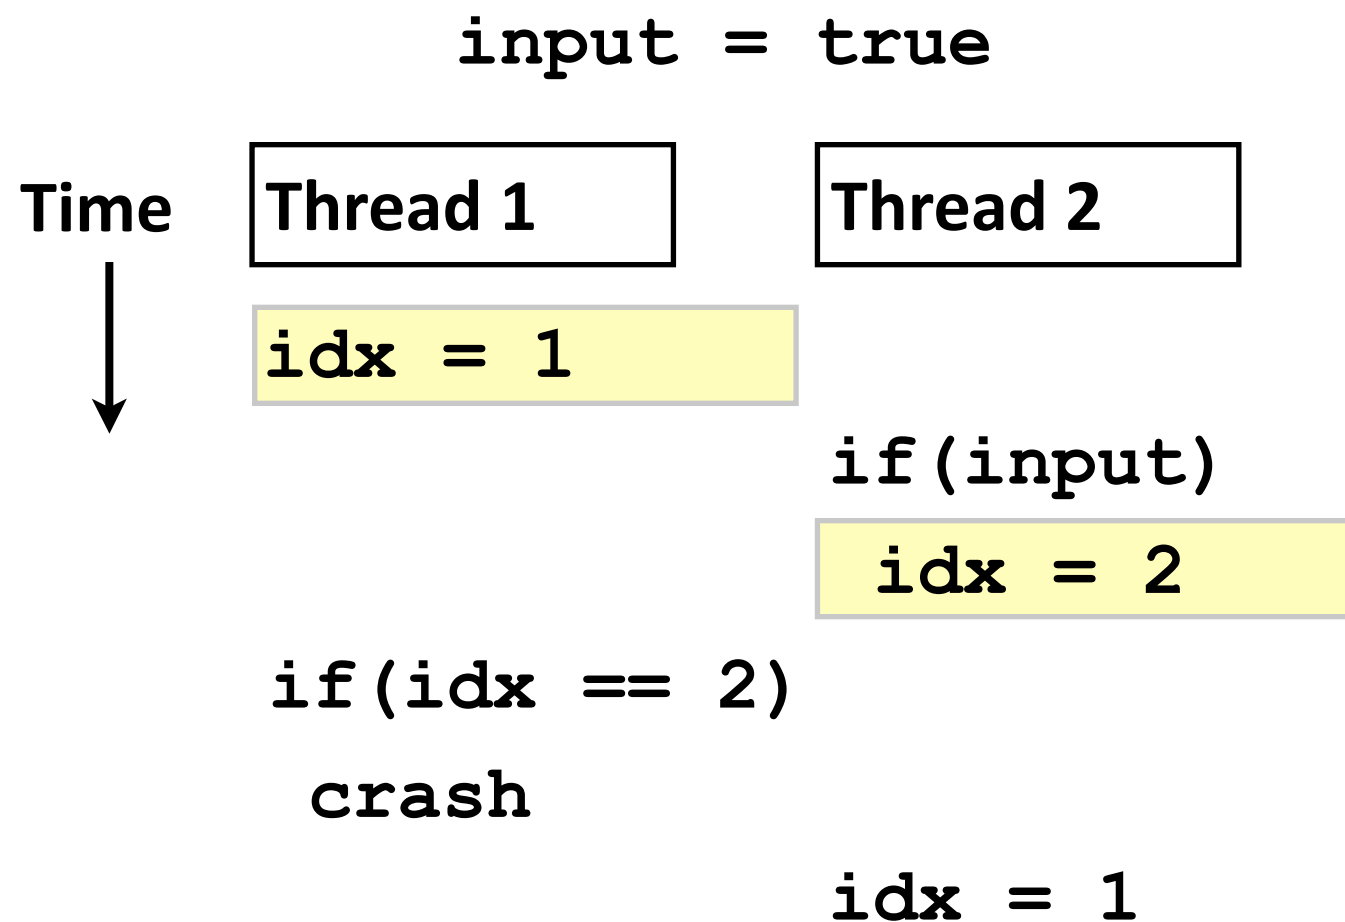 input = true
Time
Thread 1
Thread 2
idx = 1
if(input)
idx = 2
if(idx == 2)
crash
idx = 1